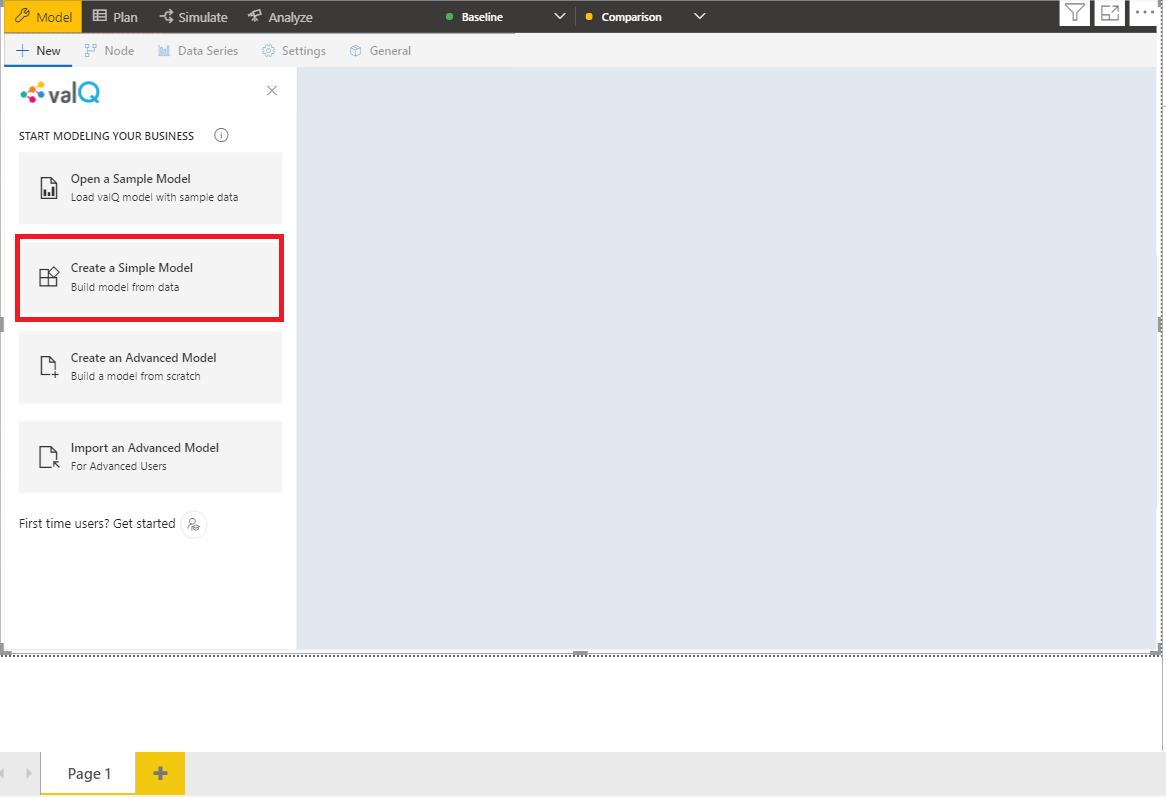 Model Plan Simulate Analyze Baseline Comparison
New Node Data Series Settings General
valQ
START MODELING YOUR BUSINESS
Open a Sample Model
Load valQ model with sample data
Create a Simple Model
Build model from data
Create an Advanced Model
Build a model from scratch
Import an Advanced Model
For Advanced Users
First time users? Get started
Page 1